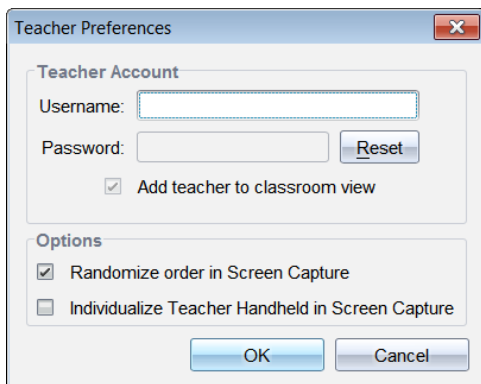 Teacher Preferences
Teacher Account
Username:
Password:
Reset
Add teacher to classroom view
Options
Randomize order in Screen Capture
Individualize Teacher Handheld in Screen Capture
OK Cancel